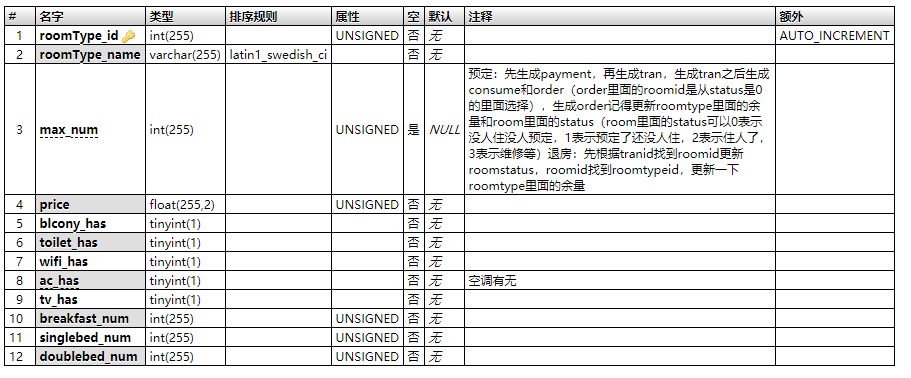 # 名字 类型 排序规则 属性 空 默认 注释 额外
1 roomType_id int(255) UNSIGNED 否 无 AUTO_INCREMENT
2 roomType_name varchar(255) latin1_swedish_ci 否 无
3 max_num int(255) UNSIGNED 是 NULL
预定：先生成payment，再生成tran，生成tran之后生成
consume和order（order里面的roomid是从status是0
的里面选择），生成order记得更新roomtype里面的余
量和room里面的status（room里面的status可以0表示
没人住没人预定，1表示预定了还没人住，2表示住人了，
3表示维修等）退房：先根据tranid找到roomid更新
roomstatus，roomid找到roomtypeid，更新一下
roomtype里面的余量
4 price float(255,2) UNSIGNED 否 无
5 blcony_has tinyint(1) 否 无
6 toilet_has tinyint(1) 否 无
7 wifi_has tinyint(1) 否 无
8 ac_has tinyint(1) 否 无 空调有无
9 tv_has tinyint(1) 否 无
10 breakfast_num int(255) UNSIGNED 否 无
11 singlebed_num int(255) UNSIGNED 否 无
12 doublebed_num int(255) UNSIGNED 否 无